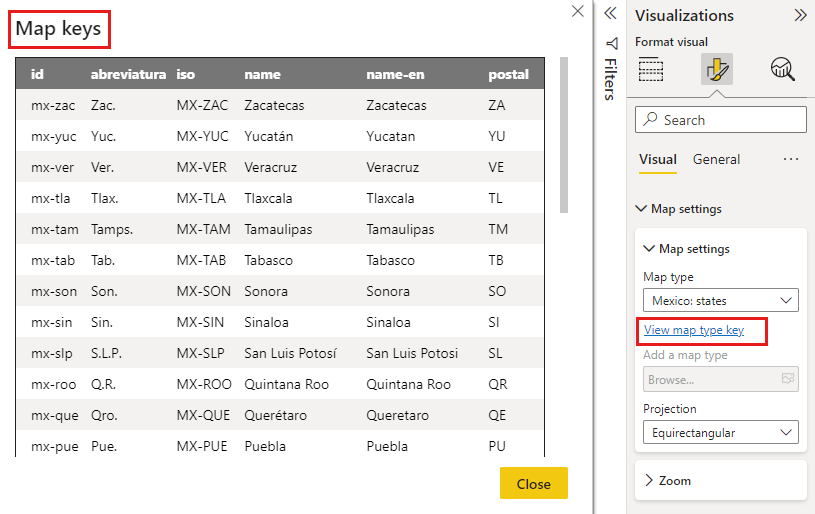 Map keys
id abreviatura iso name name-en postal
mx-zac Zac. MX-ZAC Zacatecas Zacatecas ZA
mx-yuc Yuc. MX-YUC Yucatán Yucatan YU
mx-ver Ver. MX-VER Veracruz Veracruz VE
mx-tla Tlax. MX-TLA Tlaxcala Tlaxcala TL
mx-tam Tamps. MX-TAM Tamaulipas Tamaulipas TM
mx-tab Tab. MX-TAB Tabasco Tabasco TB
mx-son Son. MX-SON Sonora Sonora SO
mx-sin Sin. MX-SIN Sinaloa Sinaloa SI
mx-slp S.L.P. MX-SLP San Luis Potosí San Luis Potosi SL
mx-roo Q.R. MX-ROO Quintana Roo Quintana Roo QR
mx-que Qro. MX-QUE Querétaro Queretaro QE
mx-pue Pue. MX-PUE Puebla Puebla PU
Close
Filters
Visualizations
Format visual
Search
Visual General
Map settings
Map settings
Map type
Mexico: states
View map type key
Add a map type
Browse...
Projection
Equirectangular
Zoom